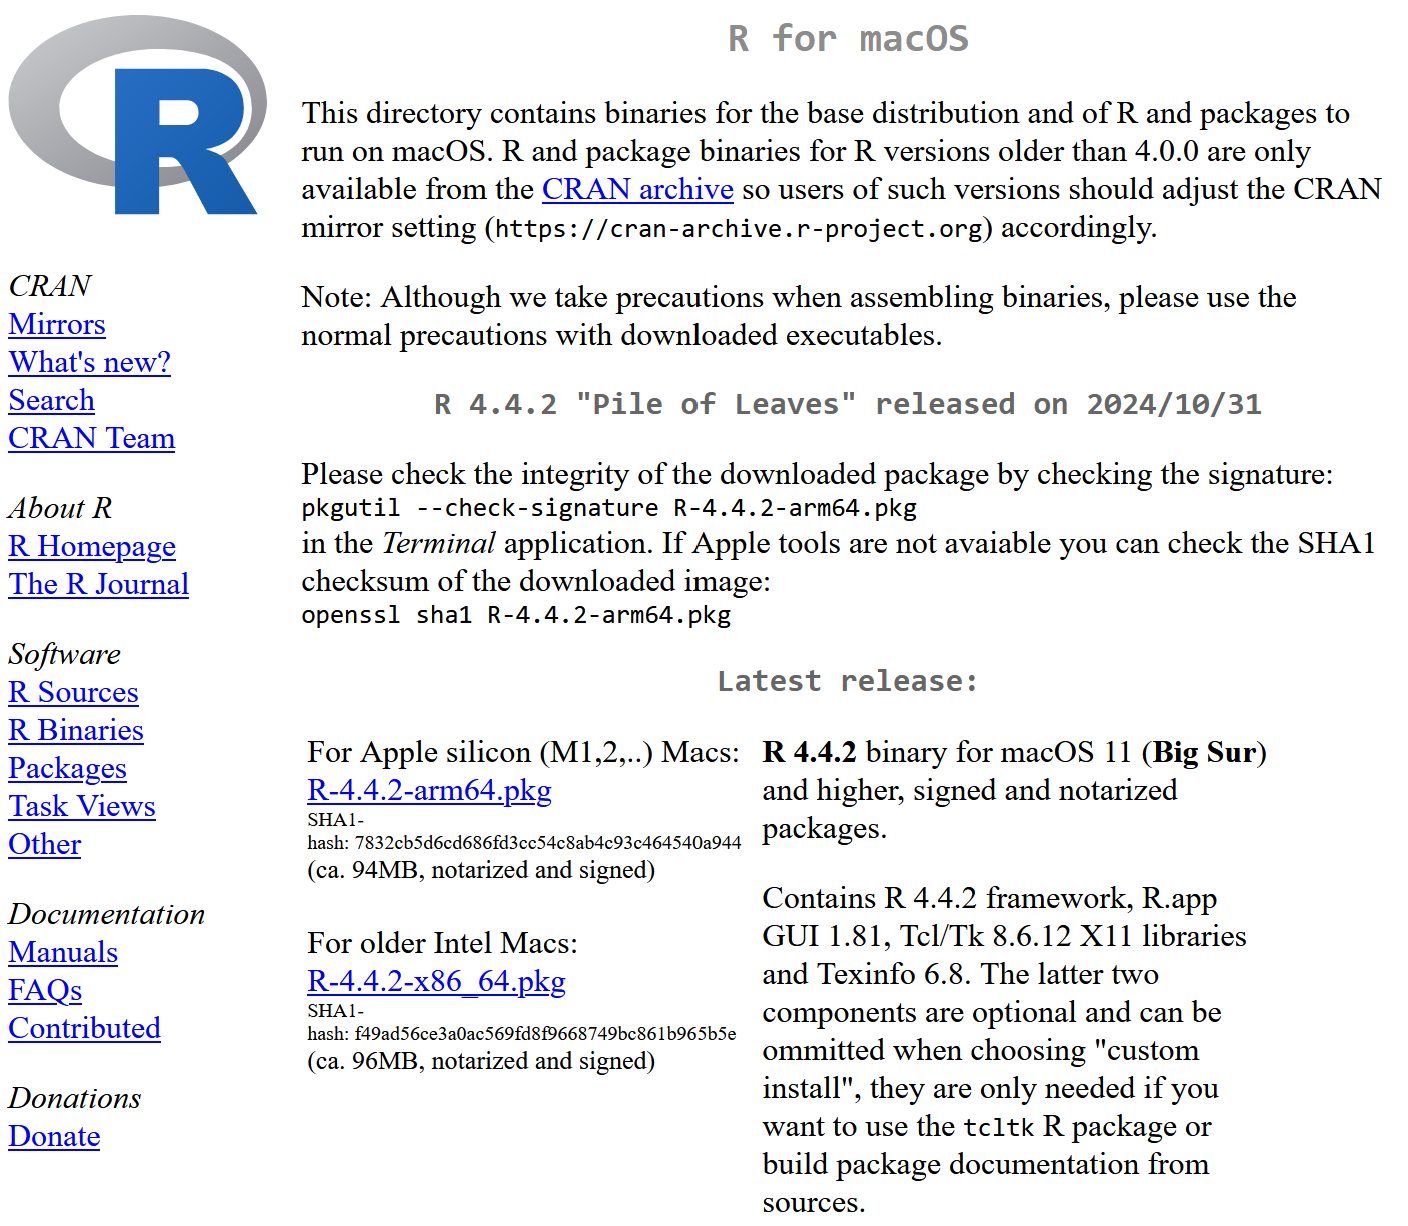 R
CRAN
Mirrors
What's new?
Search
CRAN Team
About R
R Homepage
The R Journal
Software
R Sources
R Binaries
Packages
Task Views
Other
Documentation
Manuals
FAQs
Contributed
Donations
Donate
R for macOS
This directory contains binaries for the base distribution and of R and packages to
run on macOS. R and package binaries for R versions older than 4.0.0 are only
available from the CRAN archive so users of such versions should adjust the CRAN
mirror setting (https://cran-archive.r-project.org) accordingly.
Note: Although we take precautions when assembling binaries, please use the
normal precautions with downloaded executables.
R 4.4.2 "Pile of Leaves" released on 2024/10/31
Please check the integrity of the downloaded package by checking the signature:
pkgutil --check-signature R-4.4.2-arm64.pkg
in the Terminal application. If Apple tools are not avaiable you can check the SHA1
checksum of the downloaded image:
openssl sha1 R-4.4.2-arm64.pkg
Latest release:
For Apple silicon (M1,2,..) Macs:
R-4.4.2-arm64.pkg
SHA1-
hash: 7832cb5d6cd686fd3cc54c8ab4c93c464540a944
(ca. 94MB, notarized and signed)
For older Intel Macs:
R-4.4.2-x86_64.pkg
SHA1-
hash: f49ad56ce3a0ac569fd8f9668749bc861b965b5e
(ca. 96MB, notarized and signed)
R 4.4.2 binary for macOS 11 (Big Sur)
and higher, signed and notarized
packages.
Contains R 4.4.2 framework, R.app
GUI 1.81, Tcl/Tk 8.6.12 X11 libraries
and Texinfo 6.8. The latter two
components are optional and can be
ommitted when choosing "custom
install", they are only needed if you
want to use the tcltk R package or
build package documentation from
sources.